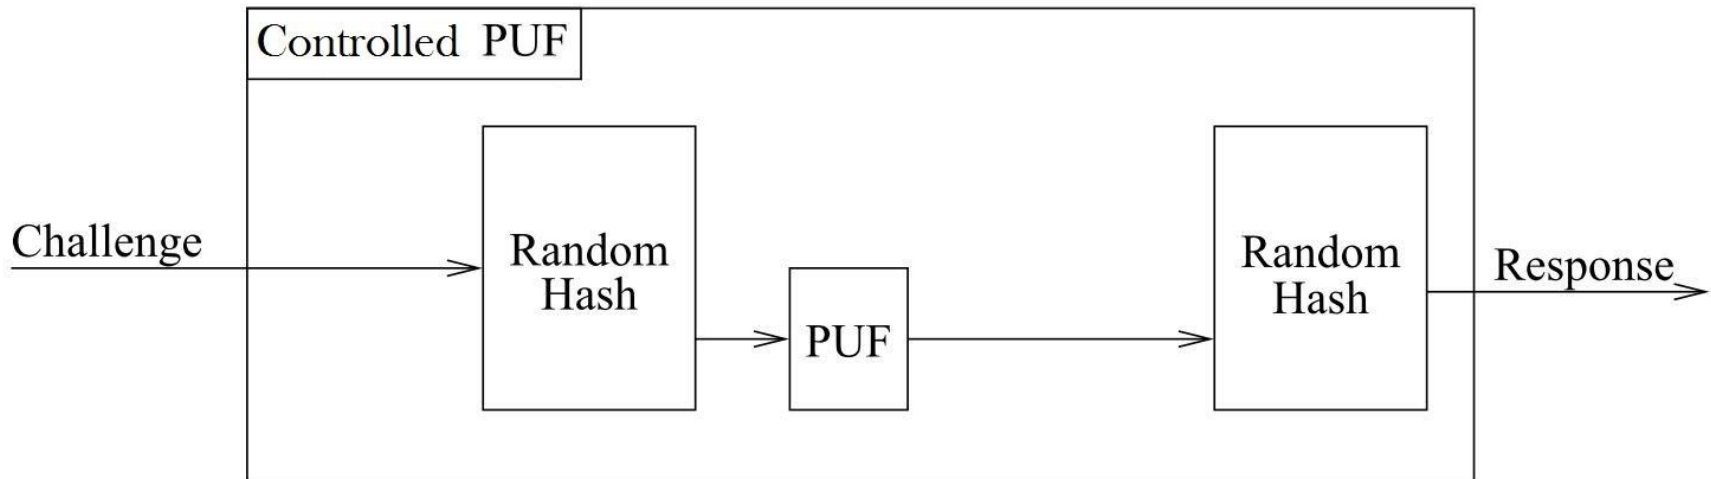 Controlled PUF
Challenge
Random
Hash
PUF
Random
Hash
Response